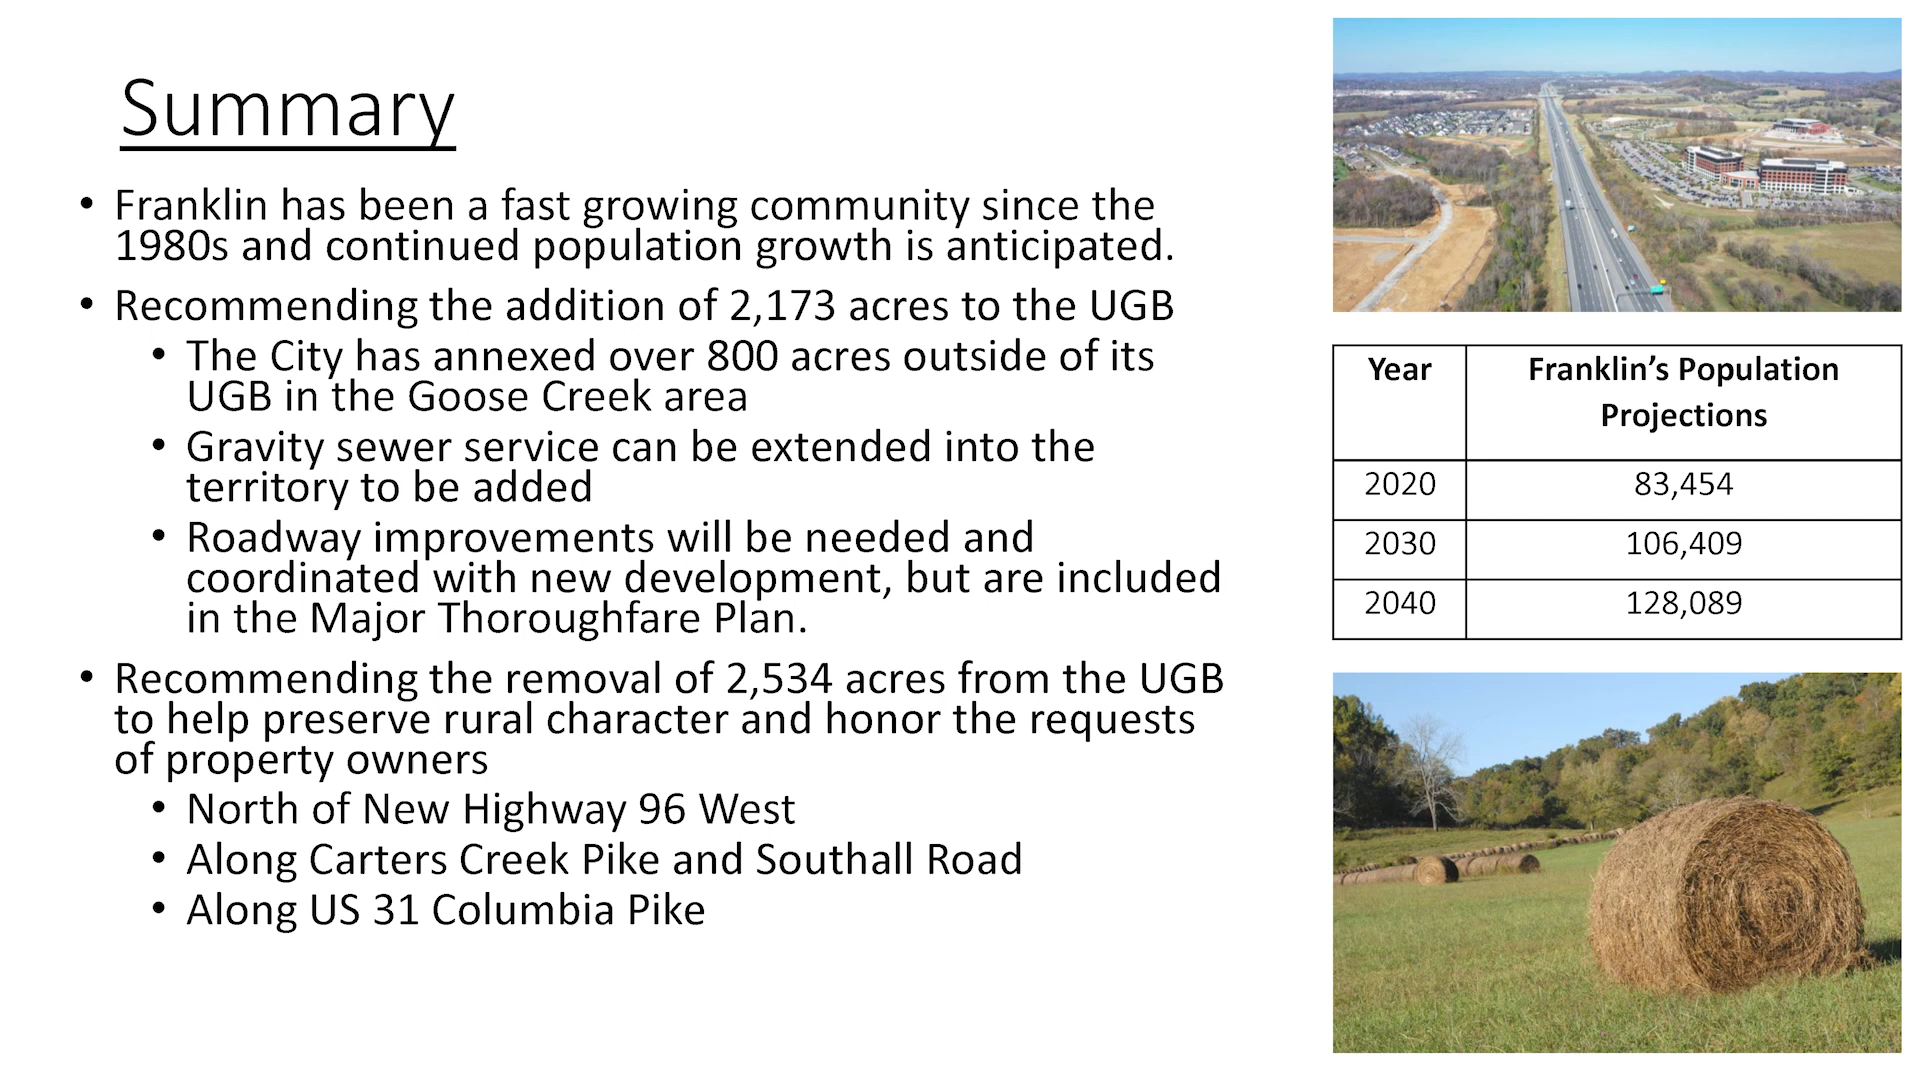 Summary
• Franklin has been a fast growing community since the
1980s and continued population growth is anticipated.
• Recommending the addition of 2,173 acres to the UGB
• The City has annexed over 800 acres outside of its
UGB in the Goose Creek area
• Gravity sewer service can be extended into the
territory to be added
• Roadway improvements will be needed and
coordinated with new development, but are included
in the Major Thoroughfare Plan.
• Recommending the removal of 2,534 acres from the UGB
to help preserve rural character and honor the requests
of property owners
• North of New Highway 96 West
• Along Carters Creek Pike and Southall Road
• Along US 31 Columbia Pike
Year Franklin’s Population
Projections
2020 83,454
2030 106,409
2040 128,089